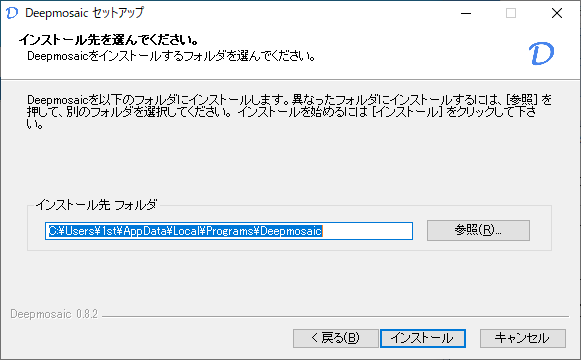 Deepmosaic セットアップ
インストール先を選んでください。
Deepmosaicをインストールするフォルダを選んでください。
Deepmosaicを以下のフォルダにインストールします。異なったフォルダにインストールするには、[参照] を
押して、別のフォルダを選択してください。 インストールを始めるには [インストール] をクリックして下さ
い。
インストール先 フォルダ
C:¥Users¥1st¥AppData¥Local¥Programs¥Deepmosaic
参照(R)...
Deepmosaic 0.8.2
< 戻る(B)
インストール
キャンセル